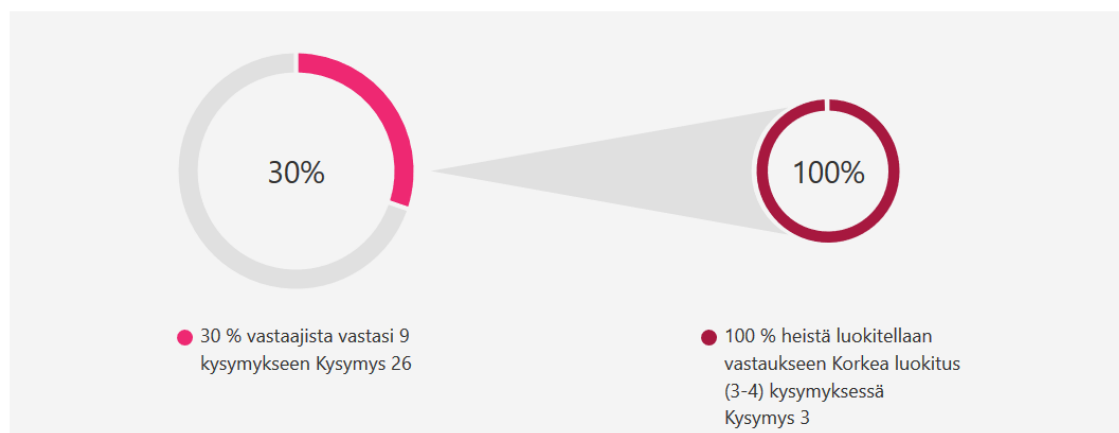 30%
100%
30 % vastaajista vastasi 9
kysymykseen Kysymys 26
100 % heistä luokitellaan
vastaukseen Korkea luokitus
(3-4) kysymyksessä
Kysymys 3